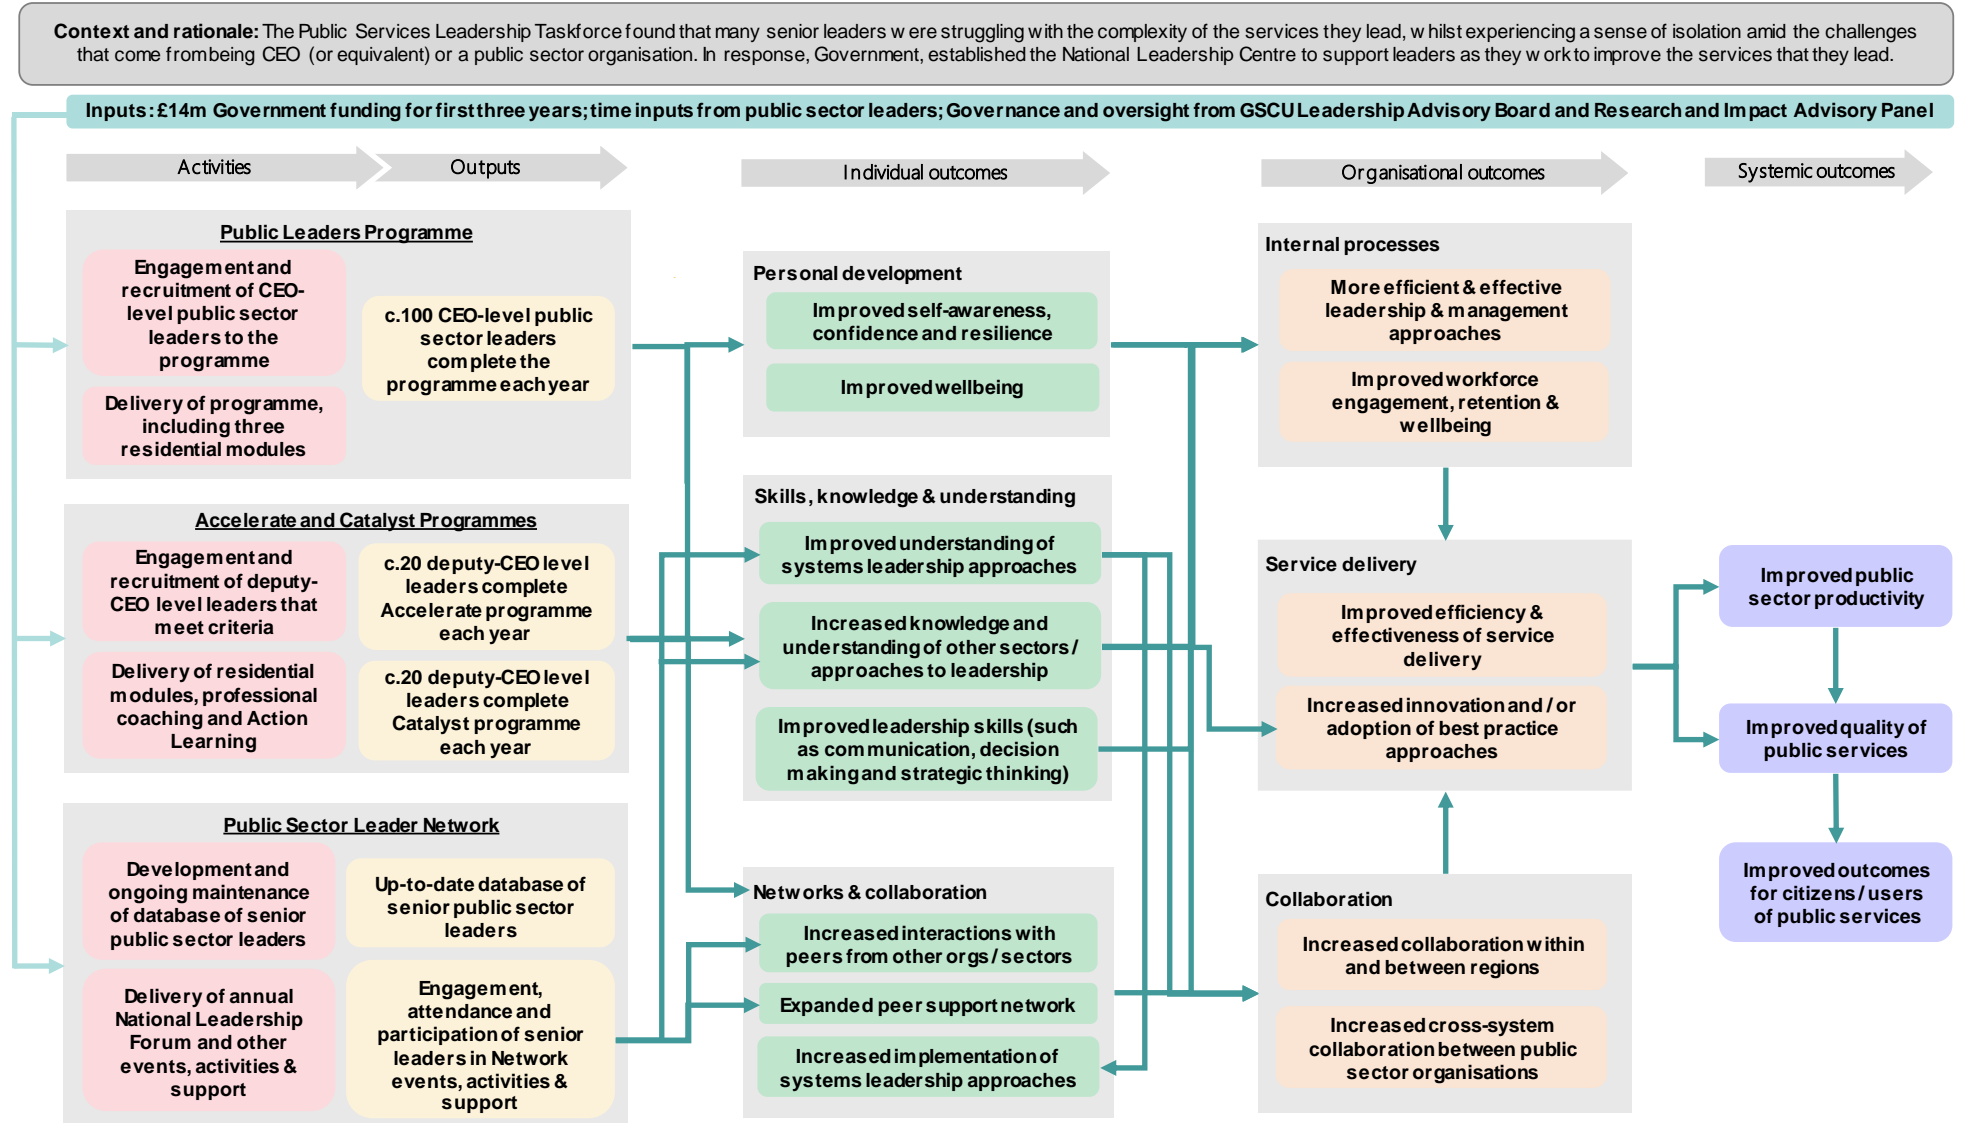 Context and rationale: The Public Services Leadership Taskforce found that many senior leaders were struggling with the complexity of the services they lead, whilst experiencing a sense of isolation amid the challenges
that come from being CEO (or equivalent) or a public sector organisation. In response, Government, established the National Leadership Centre to support leaders as they work to improve the services that they lead.
Inputs: £14m Government funding for first three years; time inputs from public sector leaders; Governance and oversight from GSCU Leadership Advisory Board and Research and Impact Advisory Panel
Activities
Outputs
Individual outcomes
Organisational outcomes
Systemic outcomes
Public Leaders Programme
Engagement and
recruitment of CEO-
level public sector
leaders to the
programme
Delivery of programme,
including three
residential modules
c.100 CEO-level public
sector leaders
complete the
programme each year
Accelerate and Catalyst Programmes
Engagement and
recruitment of deputy-
CEO level leaders that
meet criteria
Delivery of residential
modules, professional
coaching and Action
Learning
c.20 deputy-CEO level
leaders complete
Accelerate programme
each year
c.20 deputy-CEO level
leaders complete
Catalyst programme
each year
Public Sector Leader Network
Development and
ongoing maintenance
of database of senior
public sector leaders
Delivery of annual
National Leadership
Forum and other
events, activities &
support
Up-to-date database of
senior public sector
leaders
Engagement,
attendance and
participation of senior
leaders in Network
events, activities &
support
Personal development
Improved self-awareness,
confidence and resilience
Improved wellbeing
Skills, knowledge & understanding
Improved understanding of
systems leadership approaches
Increased knowledge and
understanding of other sectors /
approaches to leadership
Improved leadership skills (such
as communication, decision
making and strategic thinking)
Networks & collaboration
Increased interactions with
peers from other orgs / sectors
Expanded peer support network
Increased implementation of
systems leadership approaches
Internal processes
More efficient & effective
leadership & management
approaches
Improved workforce
engagement, retention &
wellbeing
Service delivery
Improved efficiency &
effectiveness of service
delivery
Increased innovation and / or
adoption of best practice
approaches
Collaboration
Increased collaboration within
and between regions
Increased cross-system
collaboration between public
sector organisations
Improved public
sector productivity
Improved quality of
public services
Improved outcomes
for citizens / users
of public services